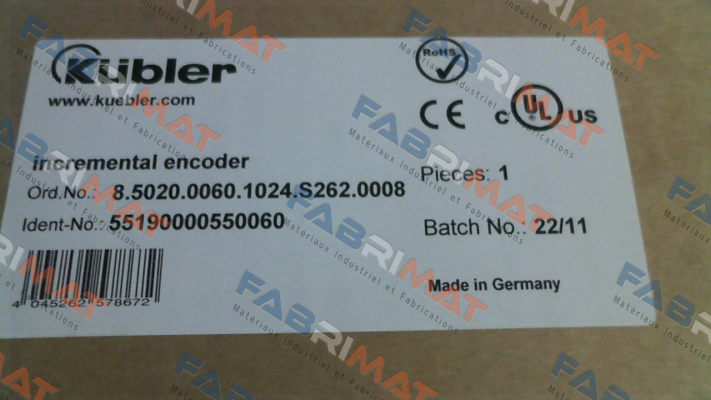 Kübler
www.kuebler.com
RoHS
CE
c UL us
incremental encoder
Ord.No.: 8.5020.0060.1024.S262.0008
Pieces: 1
Ident-No.: 55190000550060
Batch No.: 22/11
4 045262 578672
Made in Germany
FABRIMAT
Materiaux Industriel et Fabrications